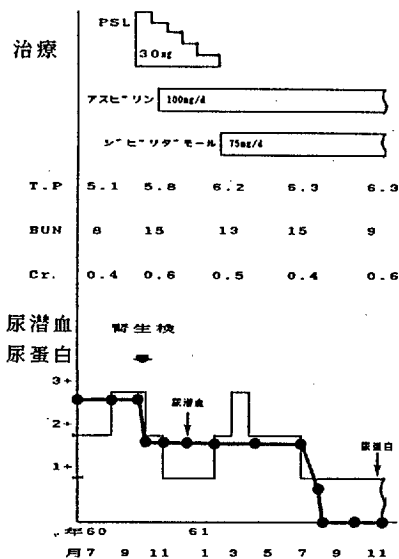 PSL
30mg
治療
アスピリン 100mg/d
ジピリダモール 75mg/d
T.P 5.1 5.8 6.2 6.3 6.3
BUN 8 15 13 15 9
Cr. 0.4 0.6 0.5 0.4 0.6
尿潜血 腎生検
尿蛋白
3+
尿潜血
2+
尿蛋白
1+
年60 61
月7 9 11 1 3 5 7 9 11